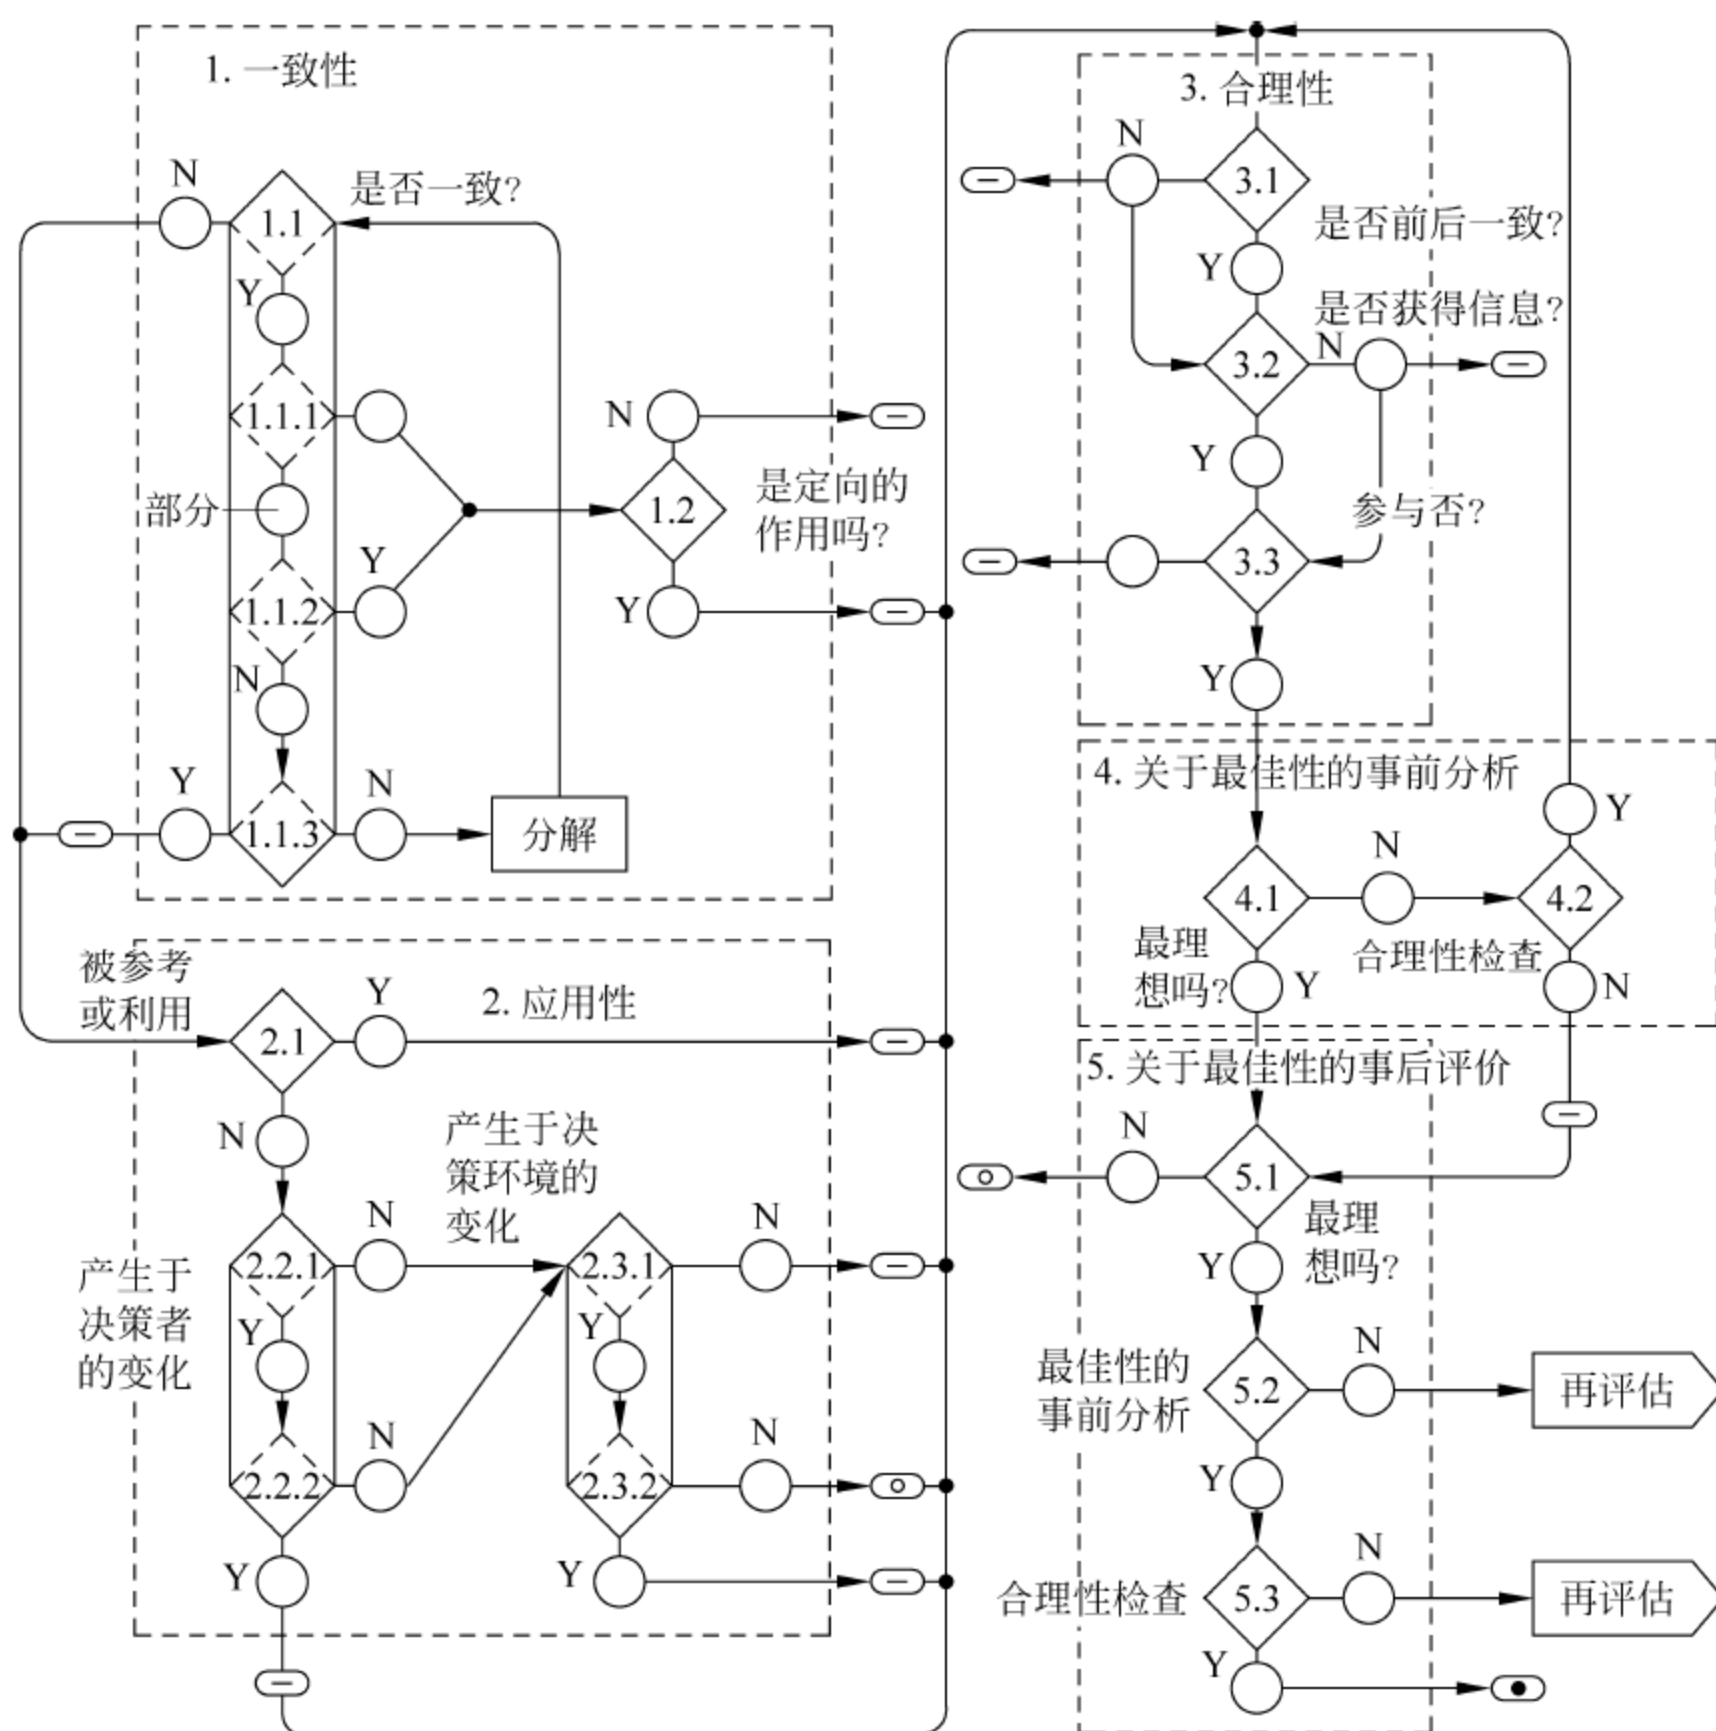 1. 一致性
N
1.1
是否一致?
Y
1.1.1
部分
Y
1.1.2
N
Y
1.1.3
N
分解
N
1.2
是定向的
作用吗?
Y
被参考
或利用
2.1
Y
2. 应用性
N
产生于决
策环境的
变化
产生于
决策者
的变化
2.2.1
N
Y
2.2.2
N
Y
2.3.1
N
Y
2.3.2
N
Y
3. 合理性
N
3.1
是否前后一致?
Y
是否获得信息?
3.2
N
Y
参与否?
3.3
Y
4. 关于最佳性的事前分析
Y
4.1
N
4.2
最理
想吗?
Y
合理性检查
N
5. 关于最佳性的事后评价
N
5.1
最理
想吗?
Y
最佳性的
事前分析
5.2
N
再评估
Y
合理性检查
5.3
N
再评估
Y